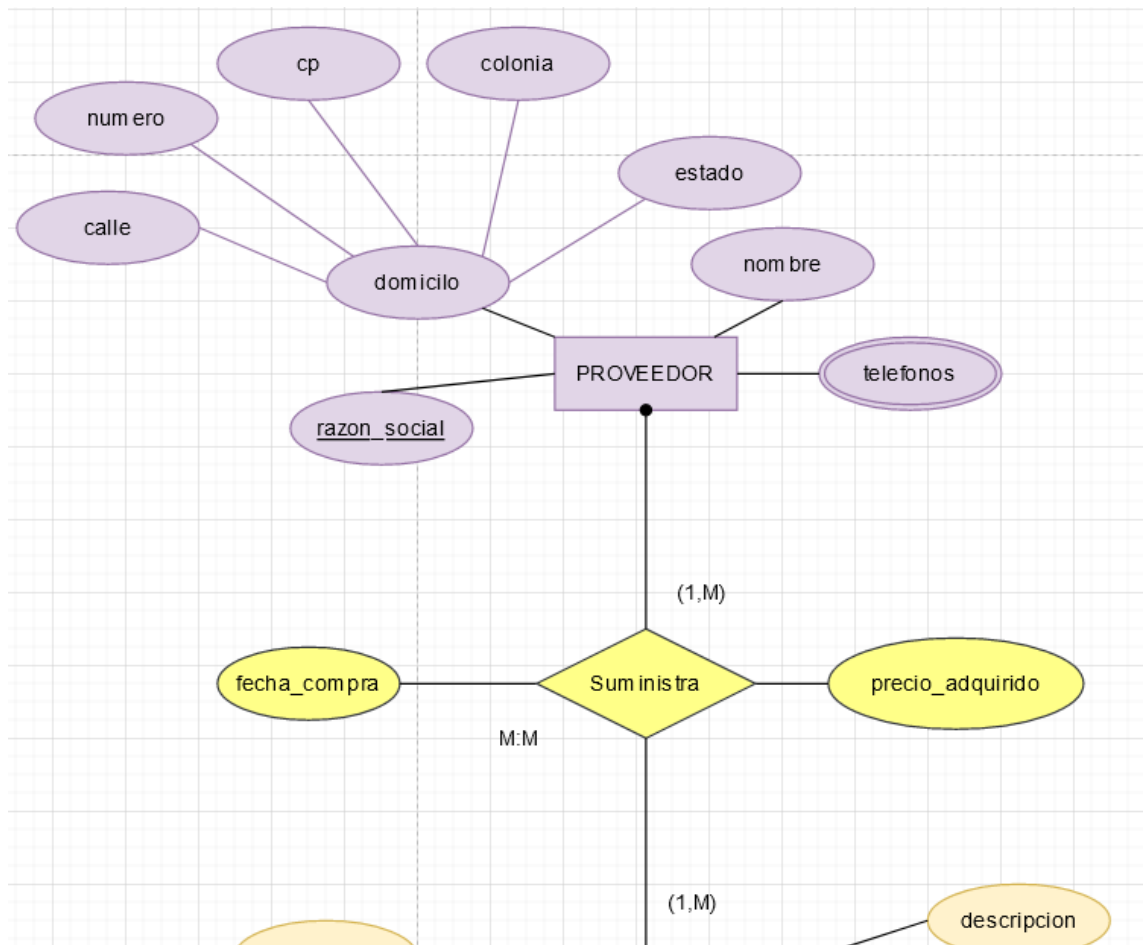 cp
colonia
numero
estado
calle
nombre
domicilo
PROVEEDOR
telefonos
razon_social
(1,M)
fecha_compra
Suministra
precio_adquirido
M:M
(1,M)
descripcion